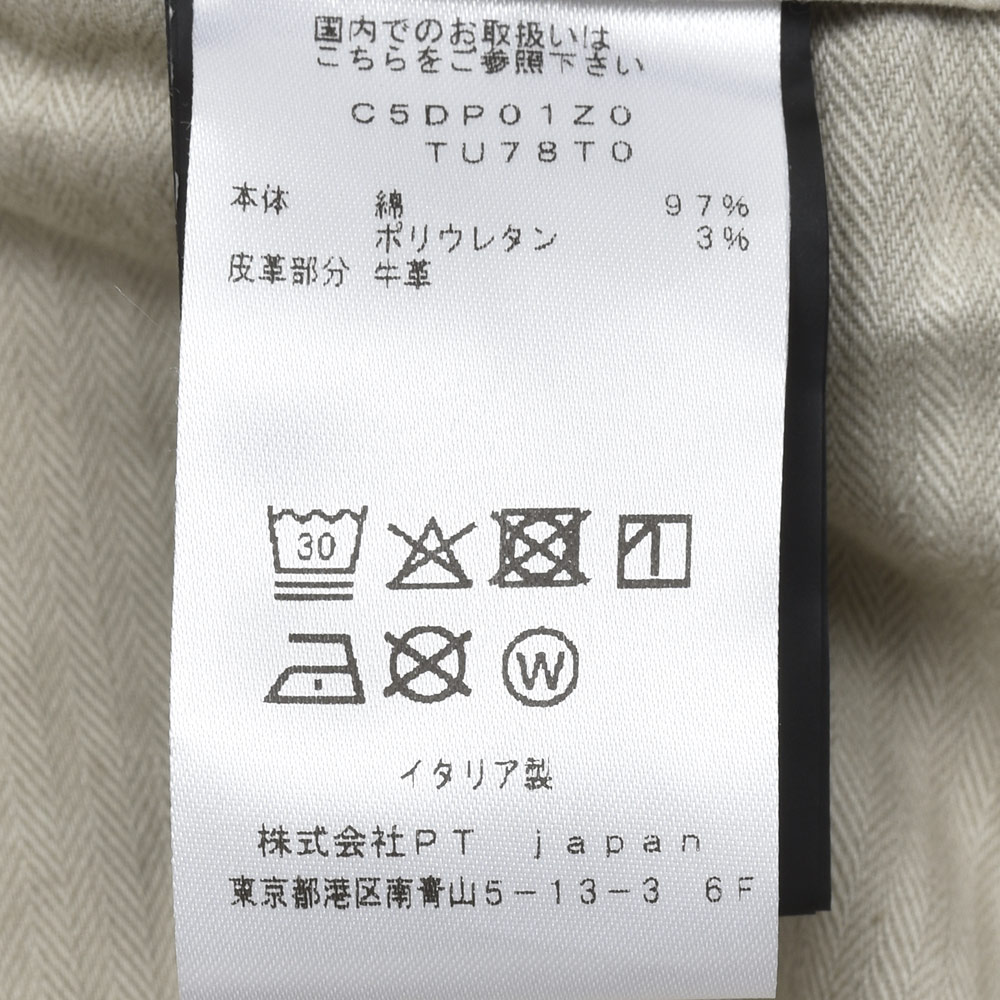 国内でのお取扱いは
こちらをご参照下さい
C5DP01Z0
TU78T0
本体 綿 97%
ポリウレタン 3%
皮革部分 牛革
30
W
イタリア製
株式会社PT japan
東京都港区南青山5-13-3 6F